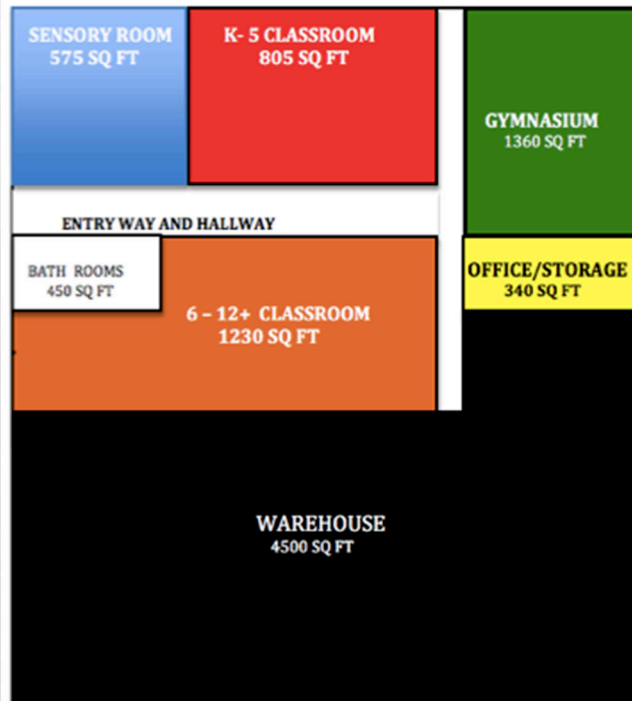 SENSORY ROOM
575 SQ FT
K- 5 CLASSROOM
805 SQ FT
GYMNASIUM
1360 SQ FT
ENTRY WAY AND HALLWAY
BATH ROOMS
450 SQ FT
OFFICE/STORAGE
340 SQ FT
6 – 12+ CLASSROOM
1230 SQ FT
WAREHOUSE
4500 SQ FT